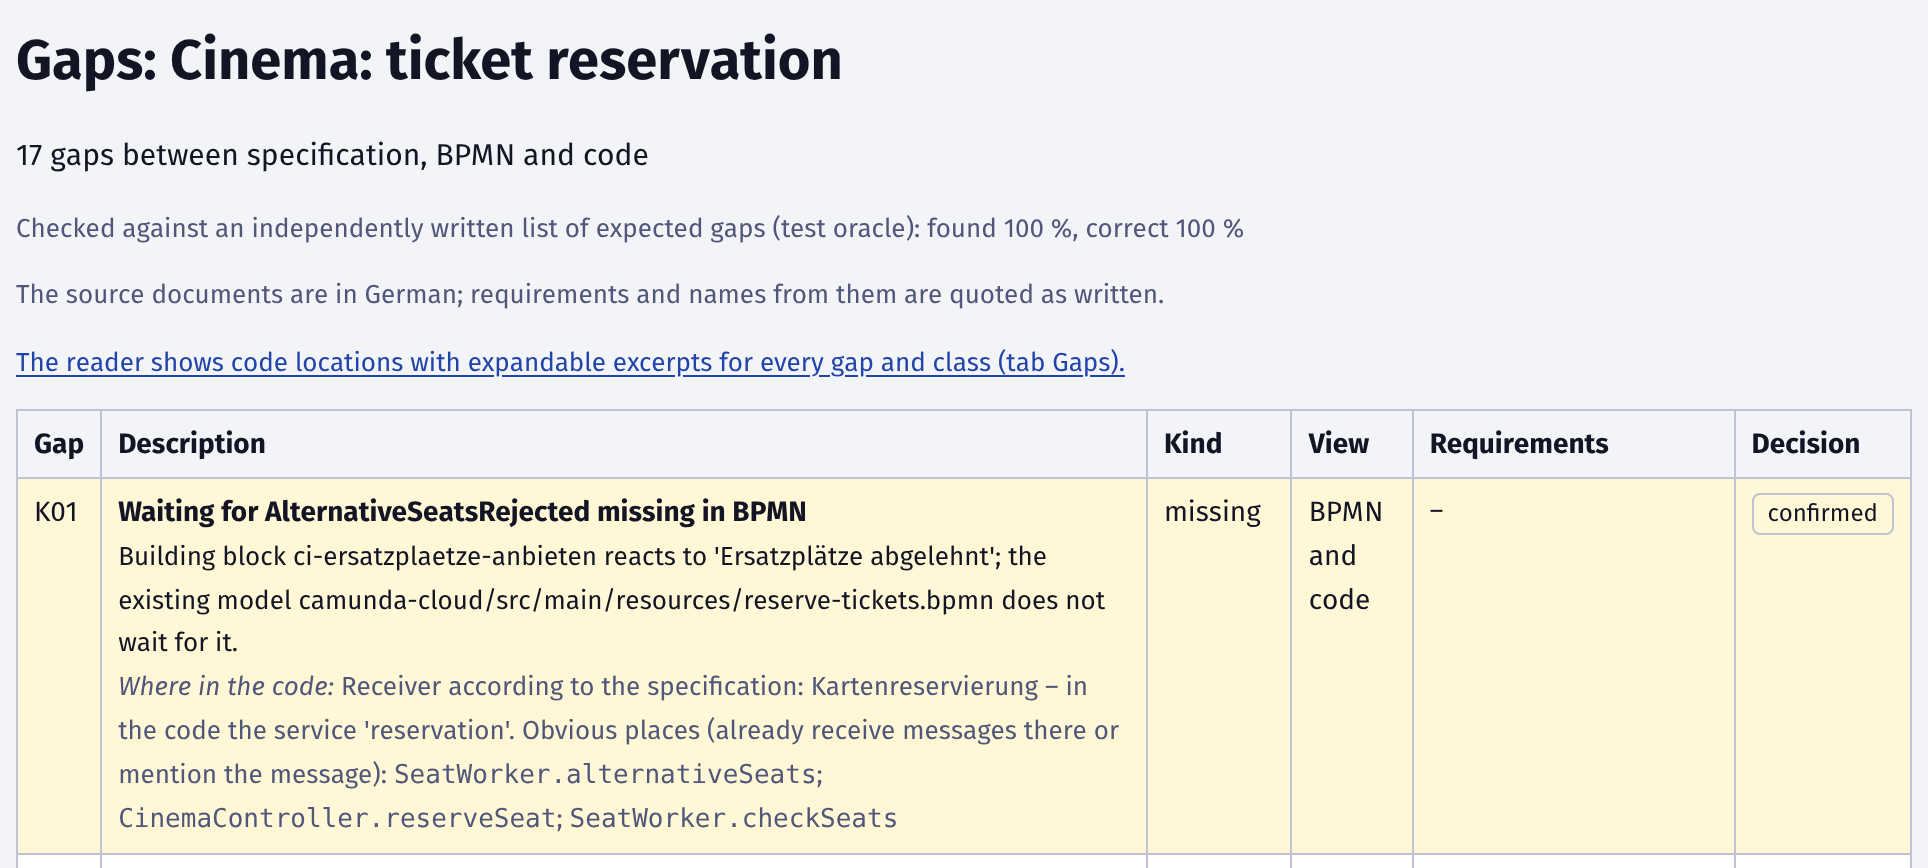 Gaps: Cinema: ticket reservation
17 gaps between specification, BPMN and code
Checked against an independently written list of expected gaps (test oracle): found 100 %, correct 100 %
The source documents are in German; requirements and names from them are quoted as written.
The reader shows code locations with expandable excerpts for every gap and class (tab Gaps).
Gap Description Kind View Requirements Decision
K01 Waiting for AlternativeSeatsRejected missing in BPMN missing BPMN – confirmed
Building block ci-ersatzplaetze-anbieten reacts to 'Ersatzplätze abgelehnt'; the and
existing model camunda-cloud/src/main/resources/reserve-tickets.bpmn does not code
wait for it.
Where in the code: Receiver according to the specification: Kartenreservierung – in
the code the service 'reservation'. Obvious places (already receive messages there or
mention the message): SeatWorker.alternativeSeats;
CinemaController.reserveSeat; SeatWorker.checkSeats